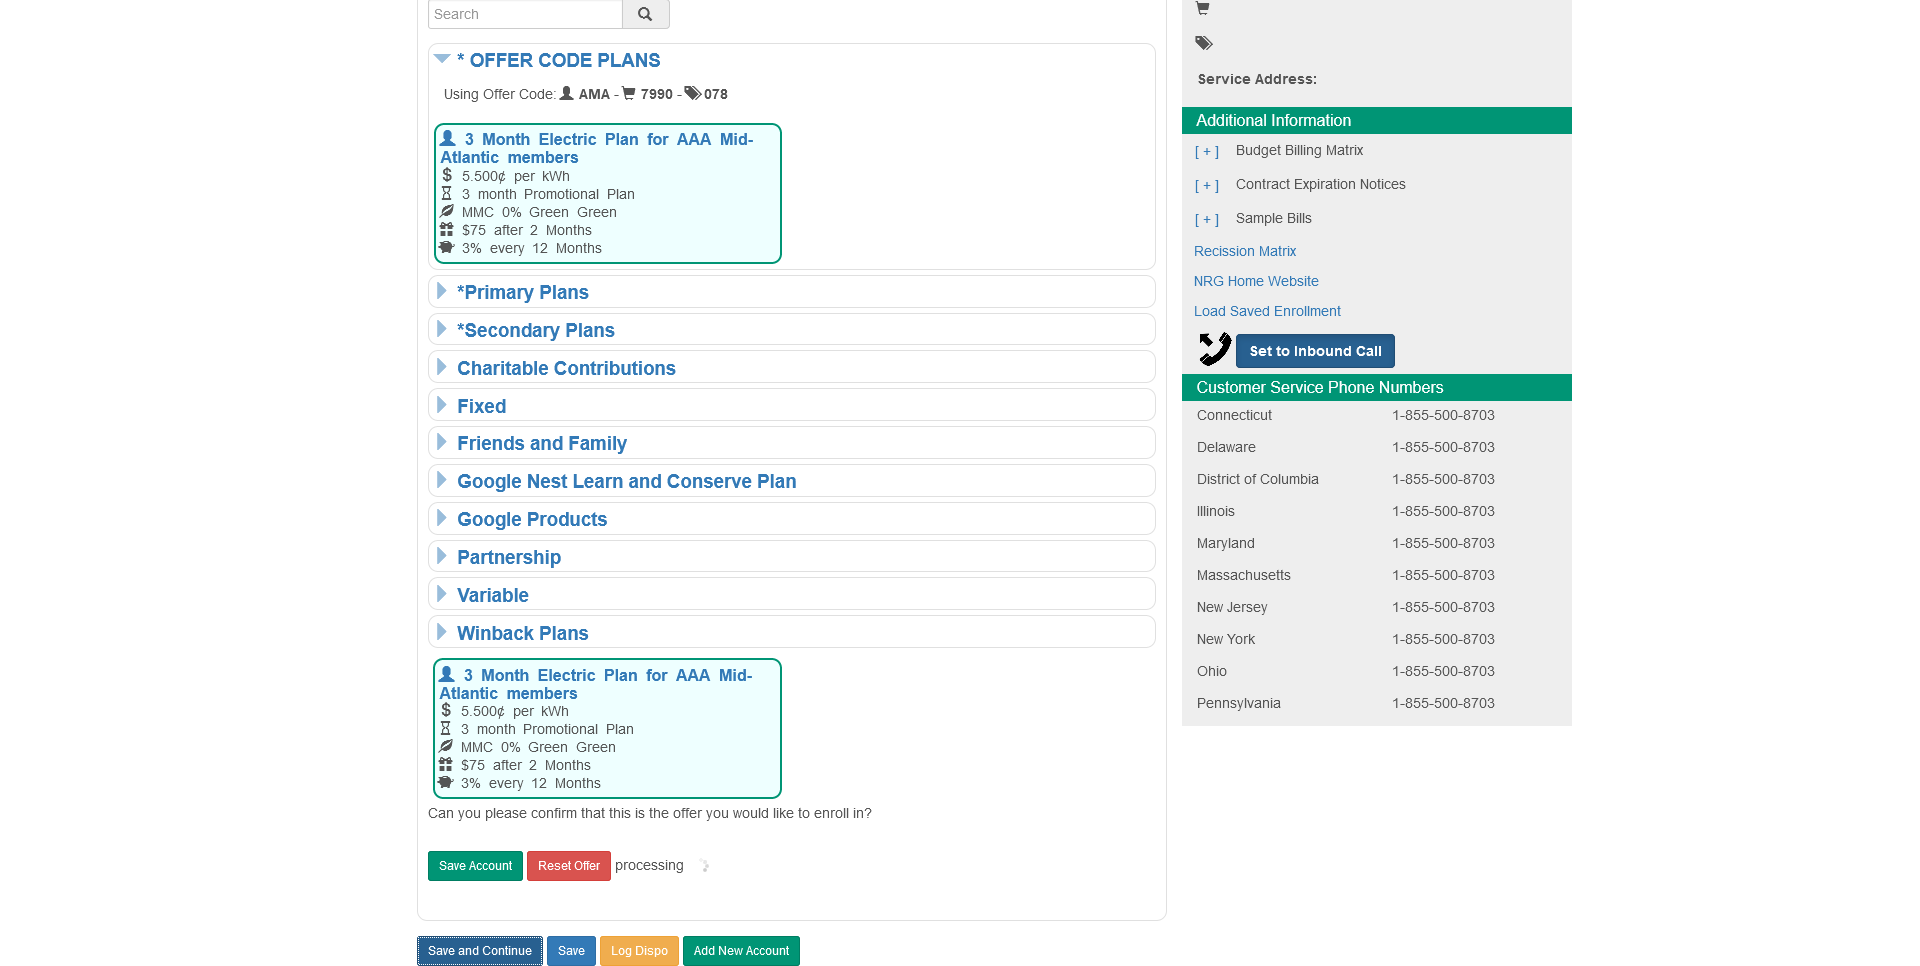 Search
* OFFER CODE PLANS
Using Offer Code: AMA - 7990 - 078
3 Month Electric Plan for AAA Mid-
Atlantic members
5.500¢ per kWh
3 month Promotional Plan
MMC 0% Green Green
$75 after 2 Months
3% every 12 Months
*Primary Plans
*Secondary Plans
Charitable Contributions
Fixed
Friends and Family
Google Nest Learn and Conserve Plan
Google Products
Partnership
Variable
Winback Plans
3 Month Electric Plan for AAA Mid-
Atlantic members
5.500¢ per kWh
3 month Promotional Plan
MMC 0% Green Green
$75 after 2 Months
3% every 12 Months
Can you please confirm that this is the offer you would like to enroll in?
Save Account Reset Offer processing
Save and Continue Save Log Dispo Add New Account
Service Address:
Additional Information
[ + ] Budget Billing Matrix
[ + ] Contract Expiration Notices
[ + ] Sample Bills
Recission Matrix
NRG Home Website
Load Saved Enrollment
Set to Inbound Call
Customer Service Phone Numbers
Connecticut 1-855-500-8703
Delaware 1-855-500-8703
District of Columbia 1-855-500-8703
Illinois 1-855-500-8703
Maryland 1-855-500-8703
Massachusetts 1-855-500-8703
New Jersey 1-855-500-8703
New York 1-855-500-8703
Ohio 1-855-500-8703
Pennsylvania 1-855-500-8703